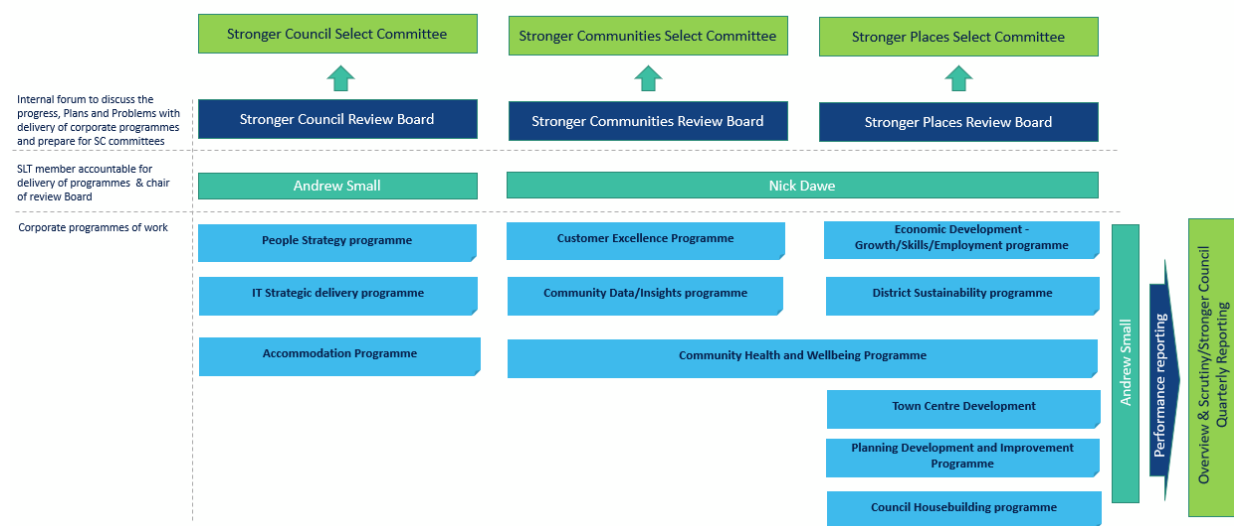 Stronger Council Select Committee
Stronger Communities Select Committee
Stronger Places Select Committee
Internal forum to discuss the
progress, Plans and Problems with
delivery of corporate programmes
and prepare for SC committees
Stronger Council Review Board
Stronger Communities Review Board
Stronger Places Review Board
SLT member accountable for
delivery of programmes & chair
of review Board
Andrew Small
Nick Dawe
Corporate programmes of work
People Strategy programme
Customer Excellence Programme
Economic Development -
Growth/Skills/Employment programme
IT Strategic delivery programme
Community Data/Insights programme
District Sustainability programme
Accommodation Programme
Community Health and Wellbeing Programme
Town Centre Development
Planning Development and Improvement
Programme
Council Housebuilding programme
Andrew Small
Performance reporting
Overview & Scrutiny/Stronger Council
Quarterly Reporting